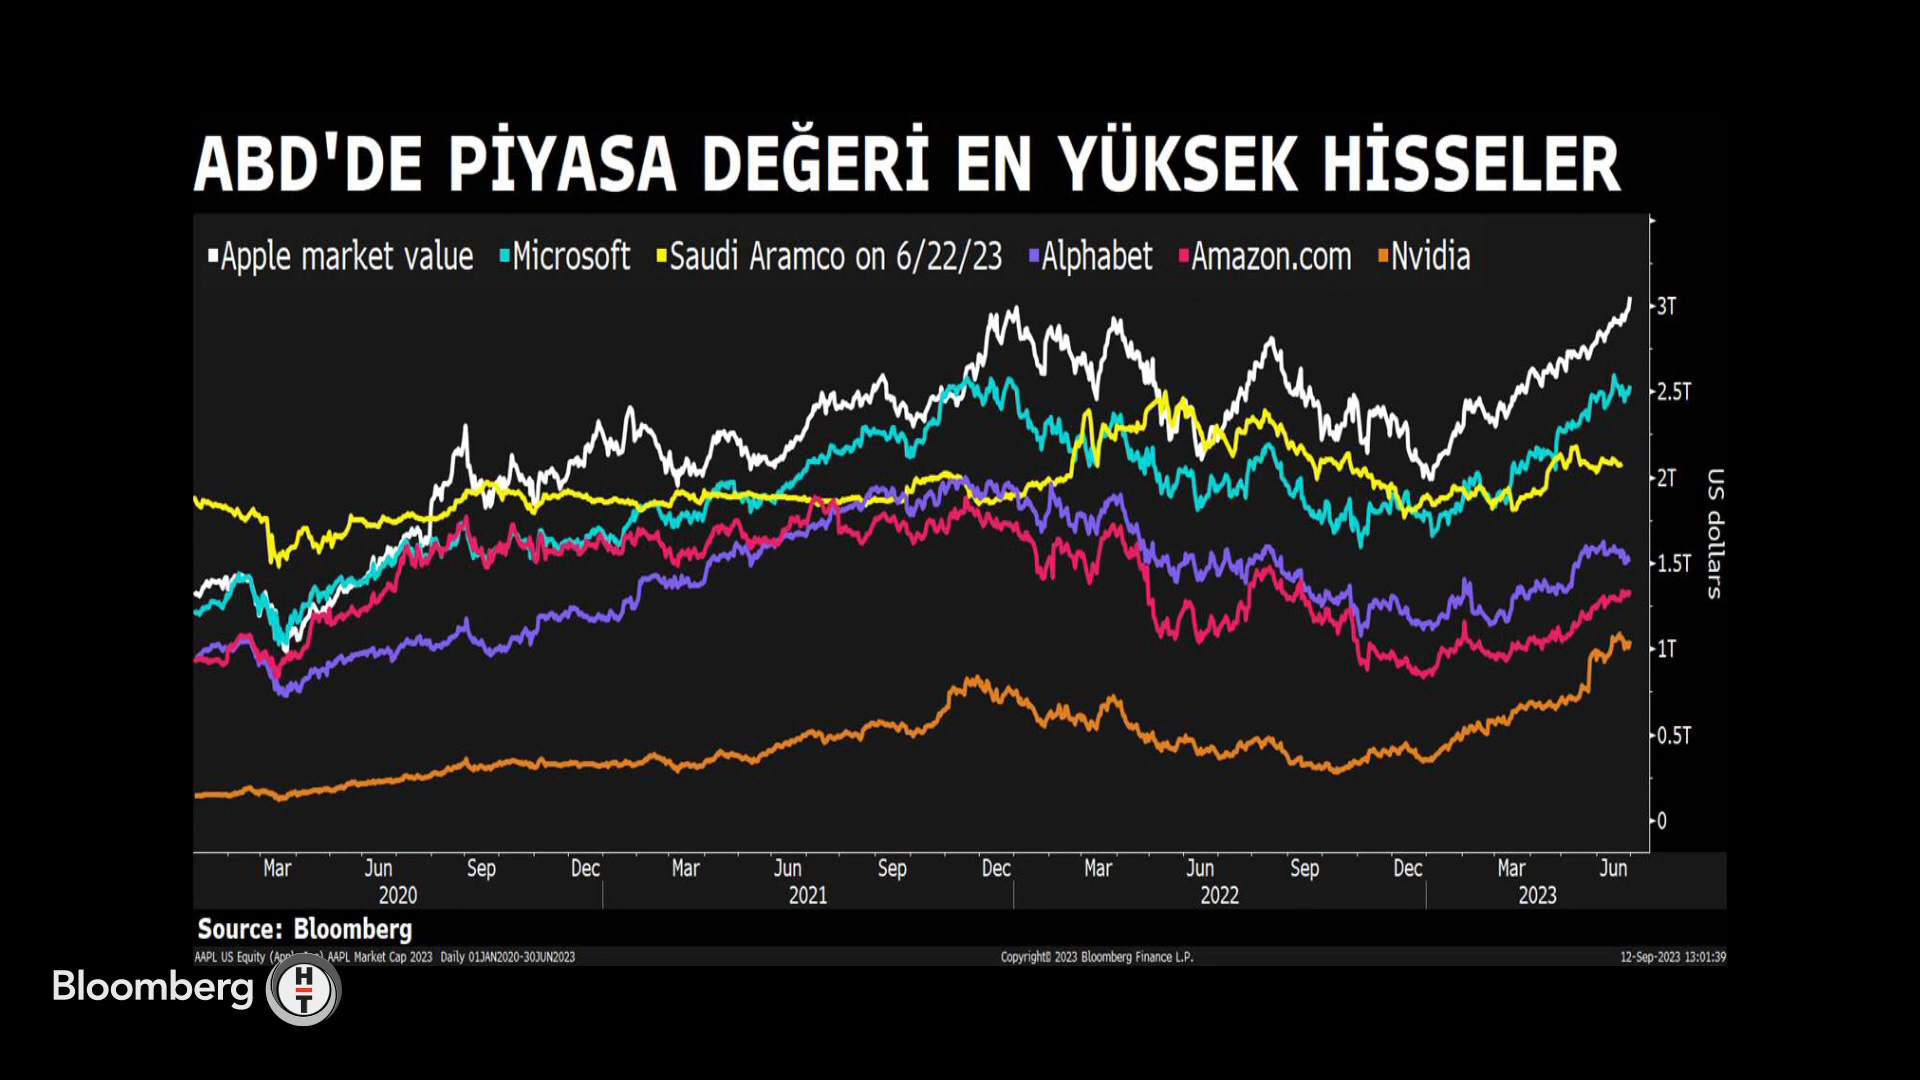 ABD'DE PİYASA DEĞERİ EN YÜKSEK HİSSELER
Apple market value Microsoft Saudi Aramco on 6/22/23 Alphabet Amazon.com Nvidia
3T
2.5T
2T
1.5T
1T
0.5T
0
US dollars
Mar Jun Sep Dec Mar Jun Sep Dec Mar Jun Sep Dec Mar Jun
2020 2021 2022 2023
Source: Bloomberg
AAPL US Equity AAPL Market Cap 2023 Daily 01JAN2020-30JUN2023 Copyright© 2023 Bloomberg Finance L.P. 12-Sep-2023 13:01:39
Bloomberg HT